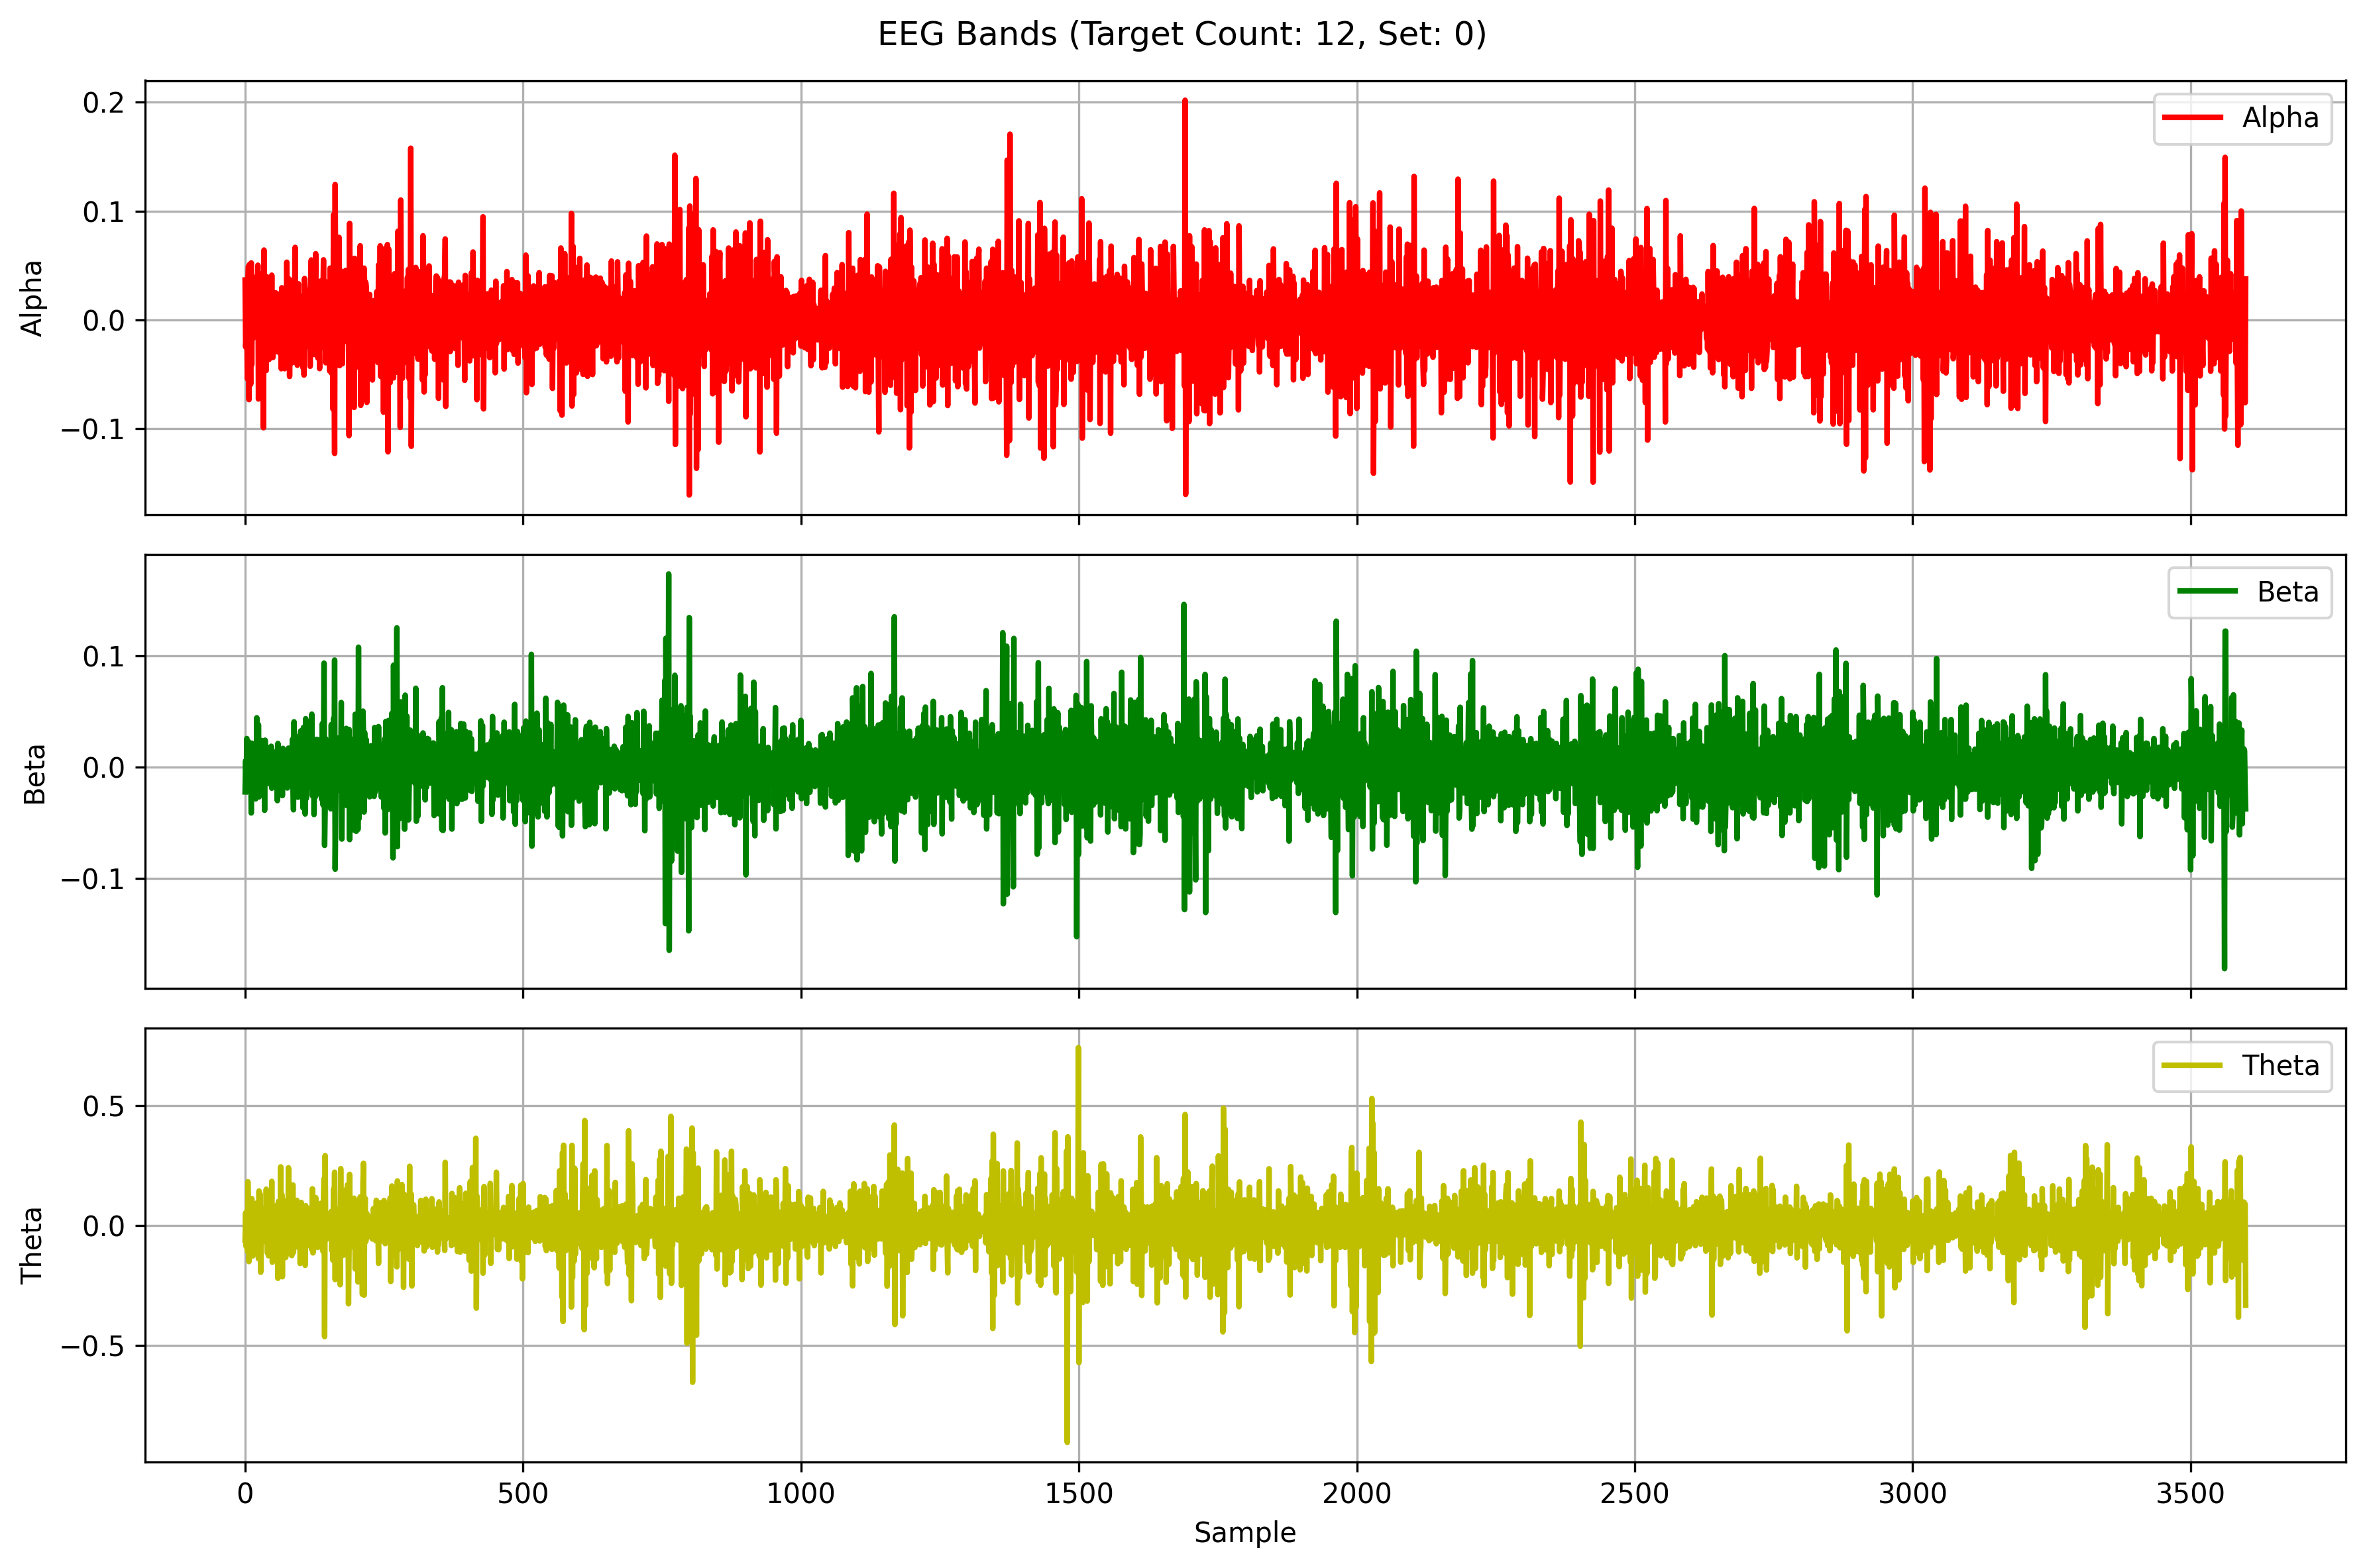 EEG Bands (Target Count: 12, Set: 0)
0.2
0.1
0.0
−0.1
Alpha
Alpha
0.1
0.0
−0.1
Beta
Beta
0.5
0.0
−0.5
Theta
Theta
0 500 1000 1500 2000 2500 3000 3500
Sample